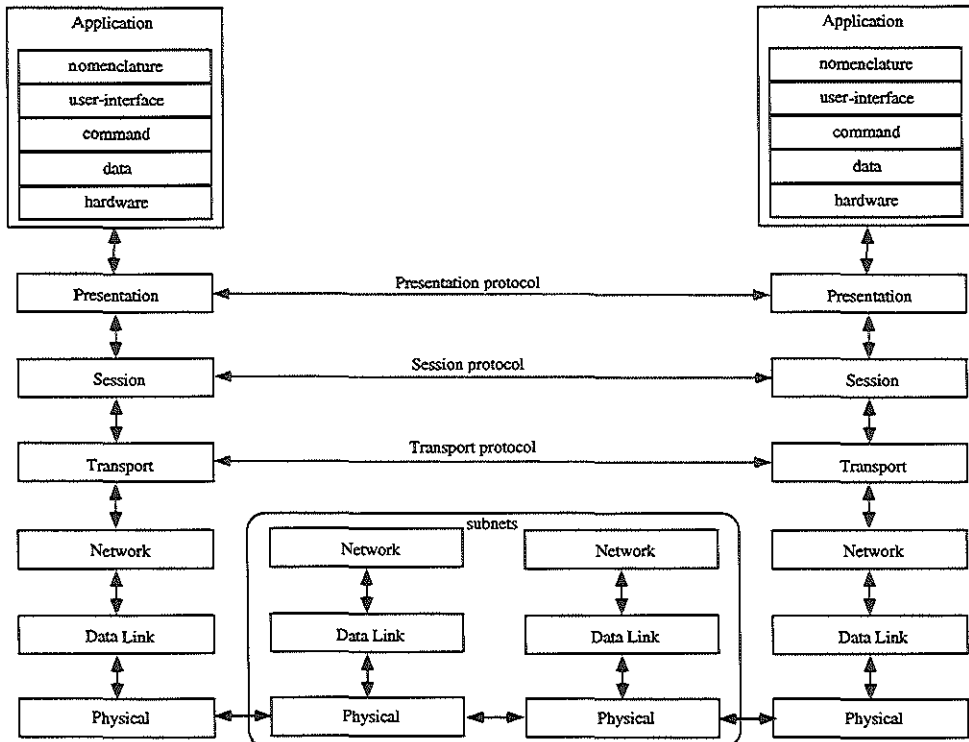 Application
Application
nomenclature
nomenclature
user-interface
user-interface
command
command
data
data
hardware
hardware
Presentation
Presentation protocol
Presentation
Session
Session protocol
Session
Transport
Transport protocol
Transport
subnets
Network
Network
Network
Network
Data Link
Data Link
Data Link
Data Link
Physical
Physical
Physical
Physical